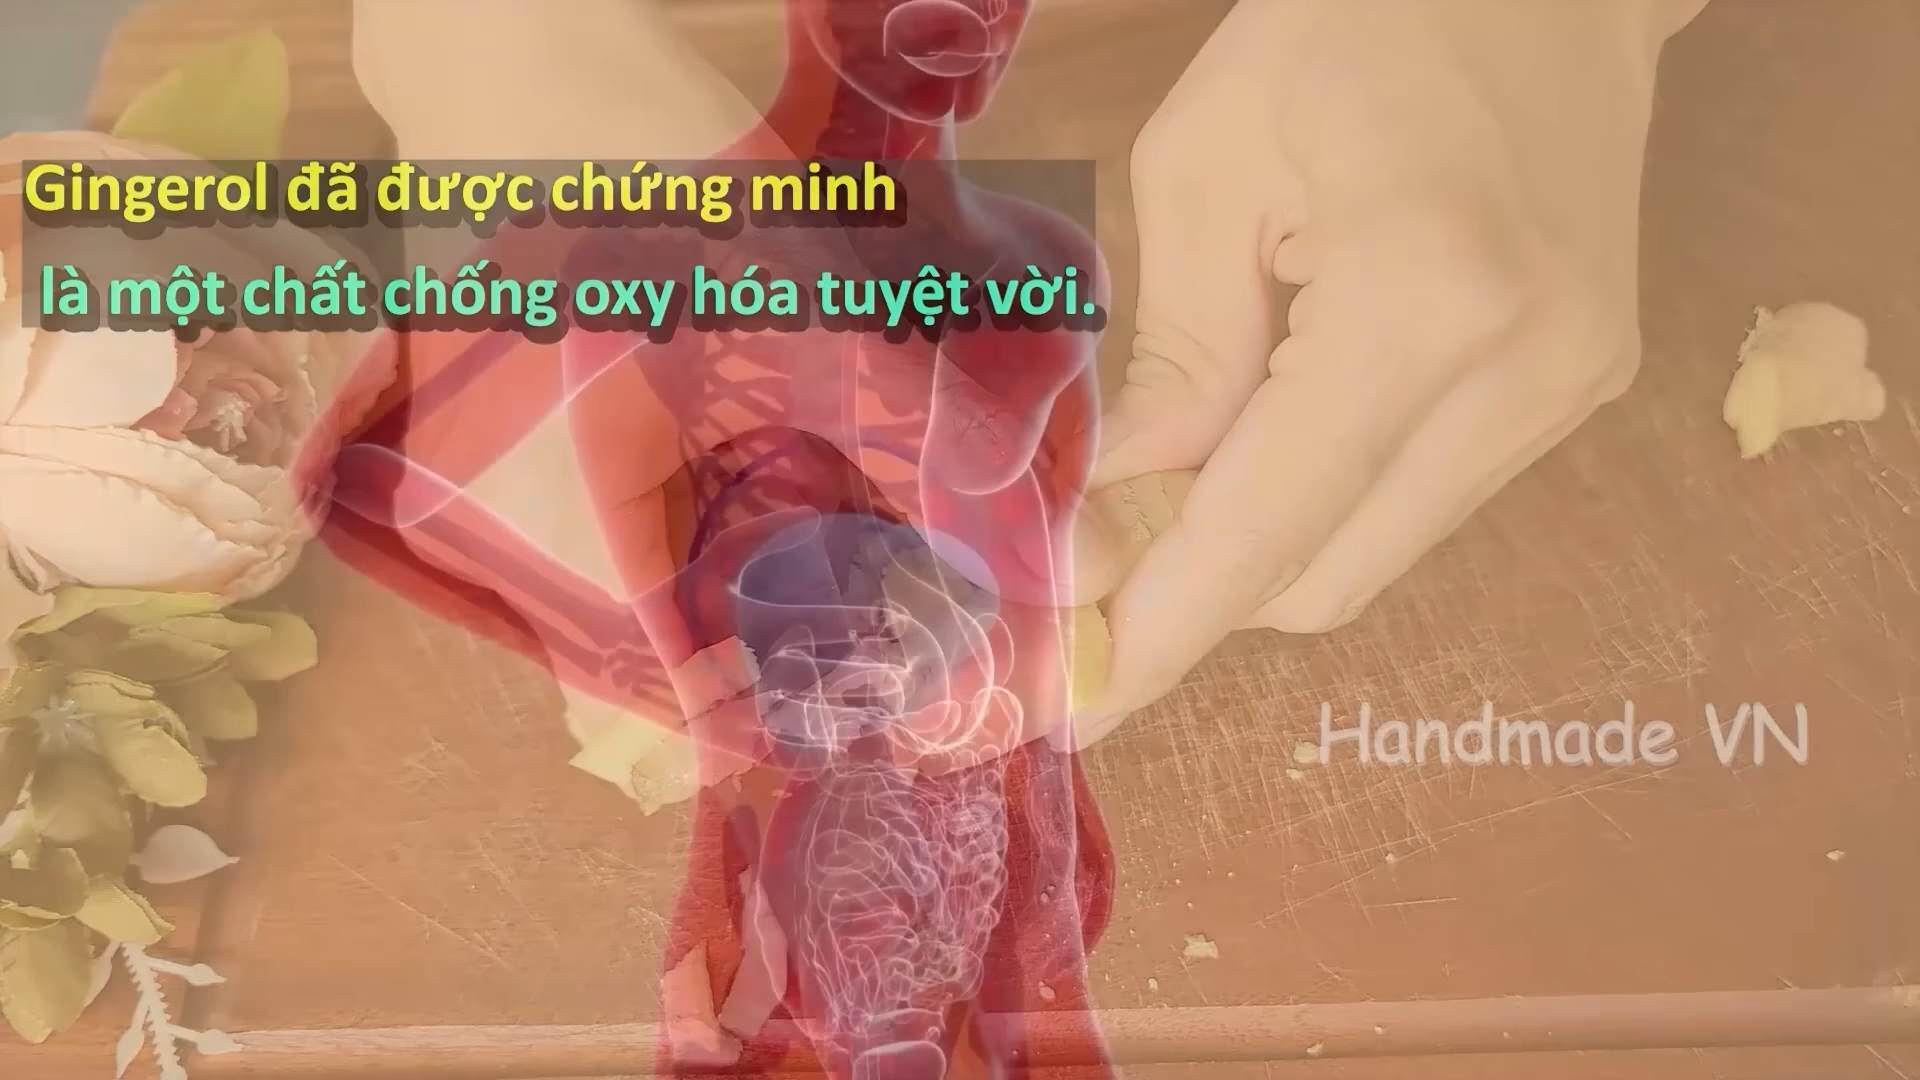 Gingerol đã được chứng minh
là một chất chống oxy hóa tuyệt vời.
Handmade VN